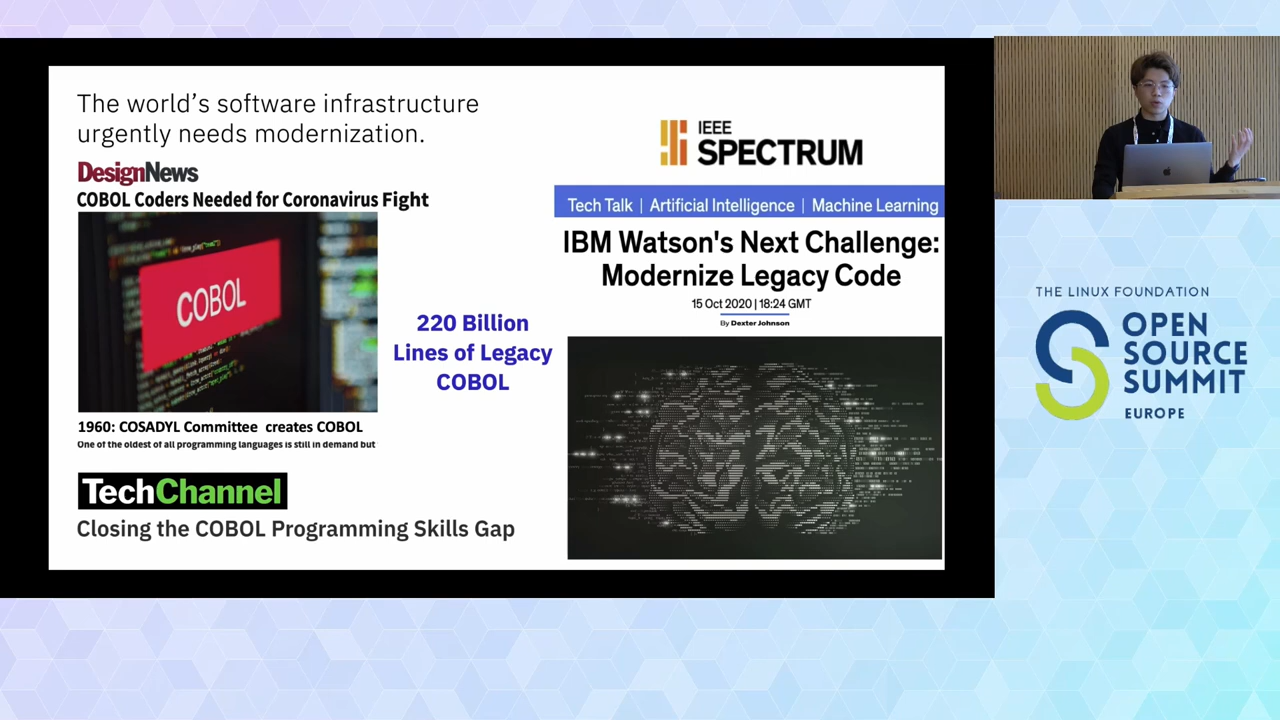 The world's software infrastructure
urgently needs modernization.
DesignNews
COBOL Coders Needed for Coronavirus Fight
COBOL
1960: COSADYL Committee creates COBOL
One of the oldest of all programming languages is still in demand but
TechChannel
Closing the COBOL Programming Skills Gap
220 Billion
Lines of Legacy
COBOL
IEEE
SPECTRUM
Tech Talk | Artificial Intelligence | Machine Learning
IBM Watson's Next Challenge:
Modernize Legacy Code
15 Oct 2020 | 18:24 GMT
By Dexter Johnson
THE LINUX FOUNDATION
OPEN
SOURCE
SUMMIT
EUROPE